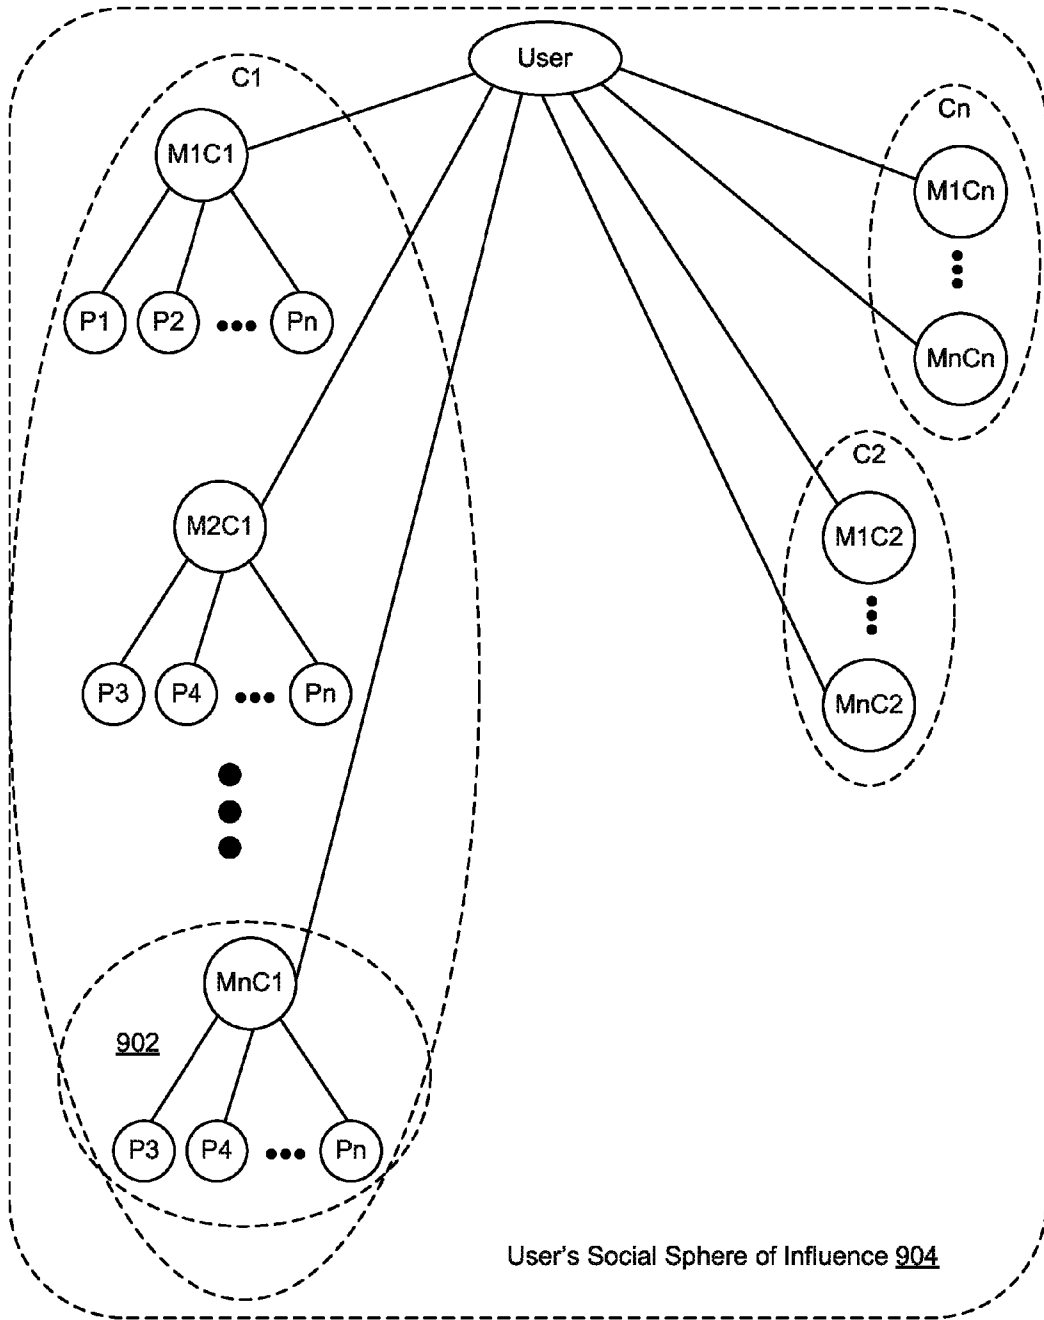 User
C1
M1C1
P1 P2 Pn
M2C1
P3 P4 Pn
MnC1
902
P3 P4 Pn
Cn
M1Cn
MnCn
C2
M1C2
MnC2
User's Social Sphere of Influence 904